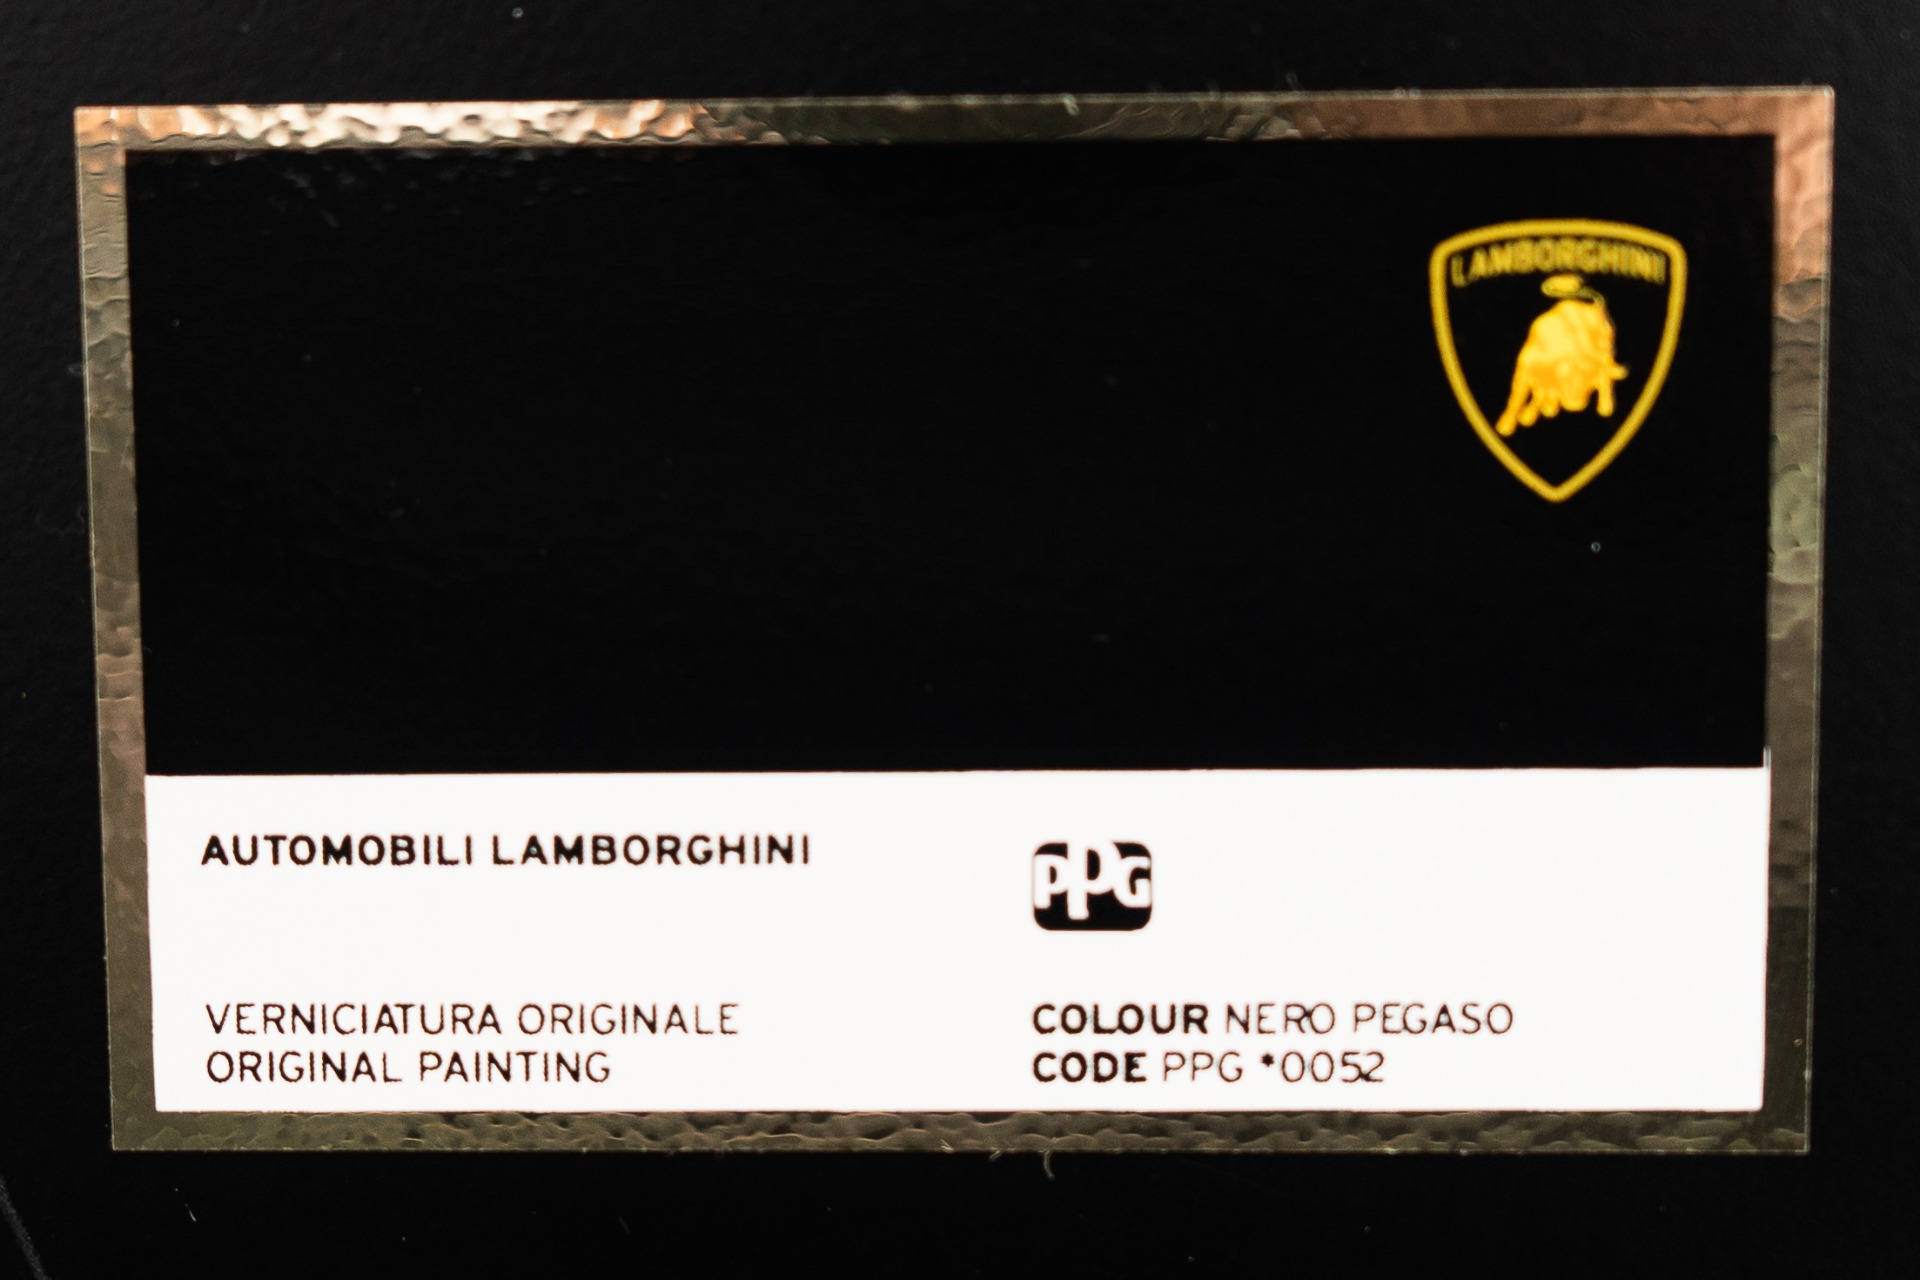 LAMBORGHINI
AUTOMOBILI LAMBORGHINI
PPG
VERNICIATURA ORIGINALE
ORIGINAL PAINTING
COLOUR NERO PEGASO
CODE PPG *0052